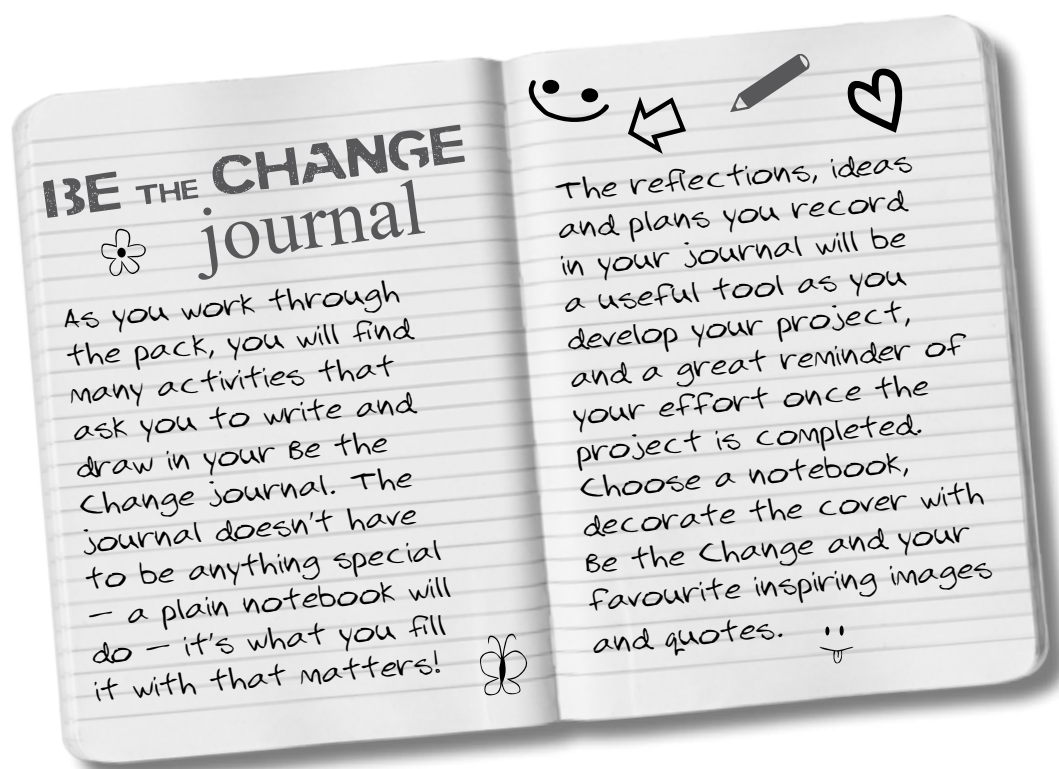 BE THE CHANGE
journal
As you work through
the pack, you will find
many activities that
ask you to write and
draw in your Be the
Change journal. The
journal doesn't have
to be anything special
– a plain notebook will
do – it's what you fill
it with that matters!
The reflections, ideas
and plans you record
in your journal will be
a useful tool as you
develop your project,
and a great reminder of
your effort once the
project is completed.
Choose a notebook,
decorate the cover with
Be the Change and your
favourite inspiring images
and quotes.